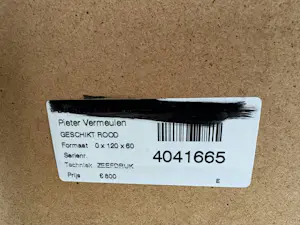 Pieter Vermeulen
GESCHIKT ROOD
Formaat 0 x 120 x 60
Serienr.
4041665
Techniek ZEEFDRUK
Prijs € 800
E